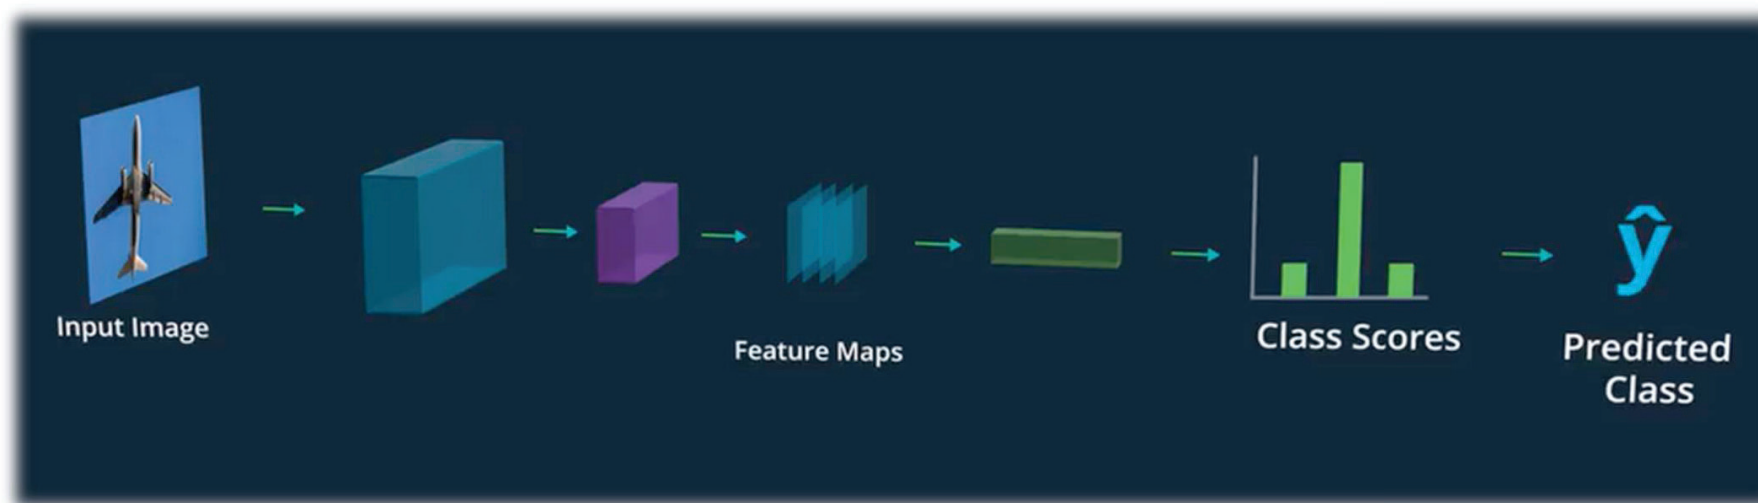 Input Image
Feature Maps
Class Scores
ŷ
Predicted
Class